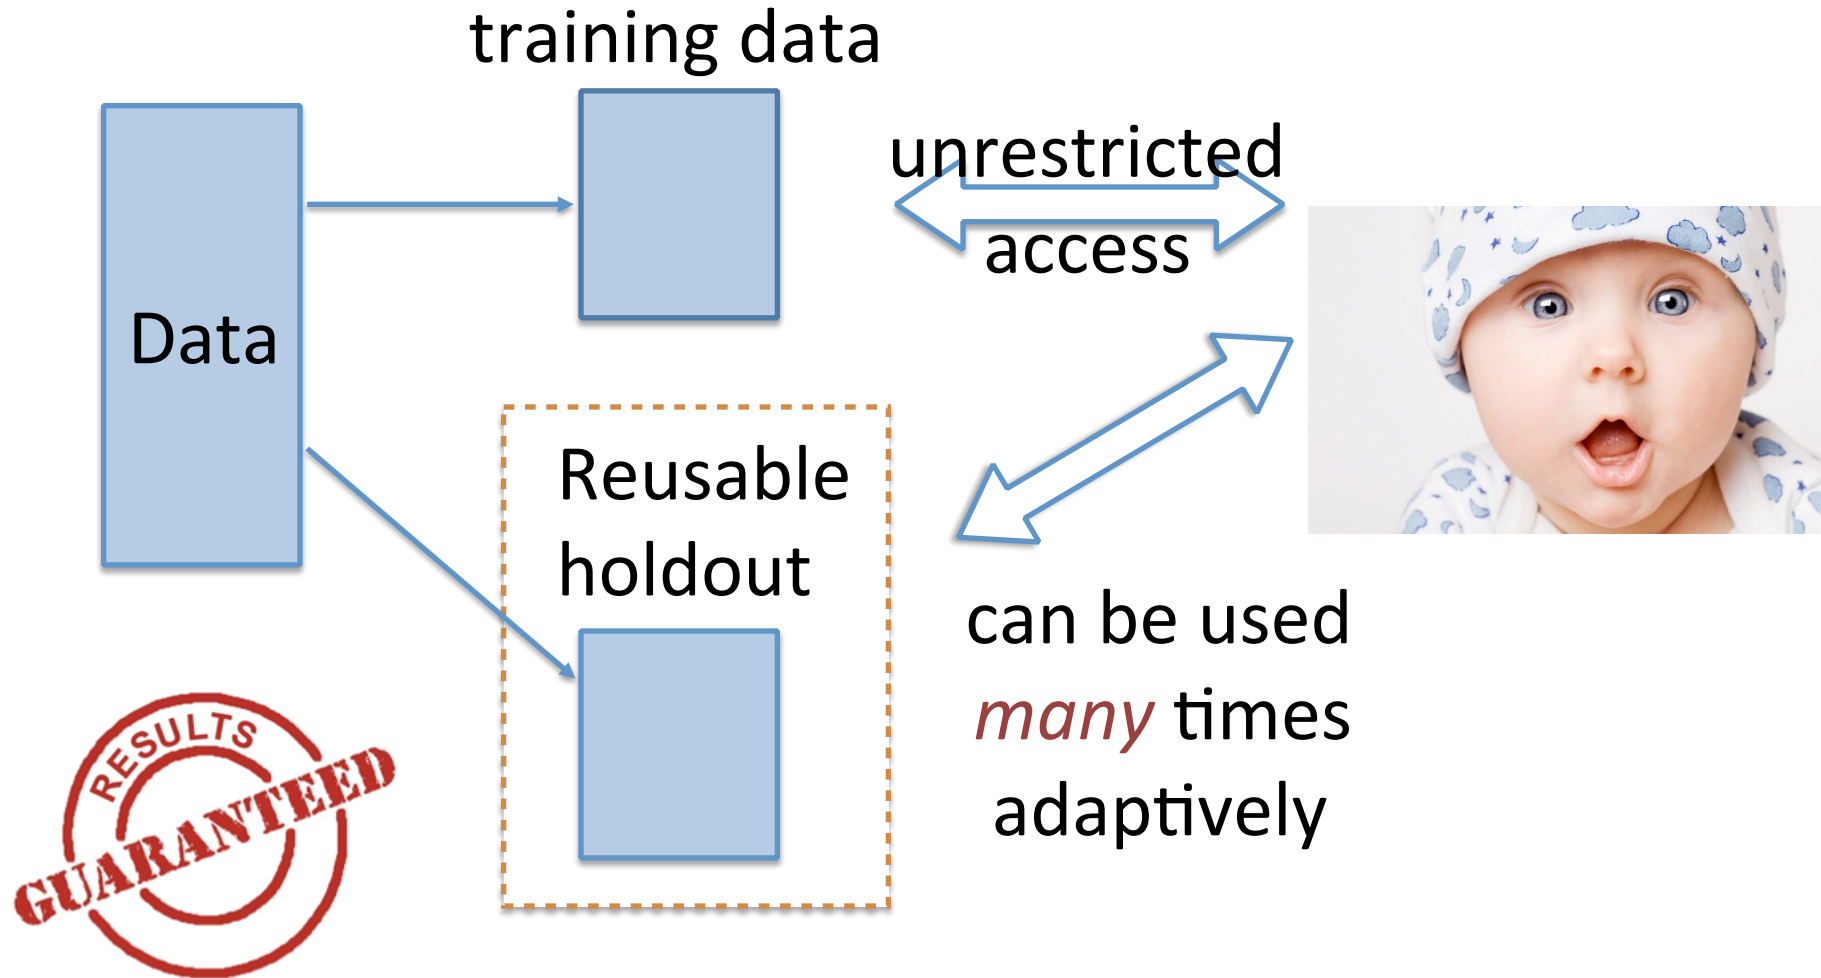 training data
unrestricted
access
Data
Reusable
holdout
can be used
many times
adaptively
RESULTS
GUARANTEED